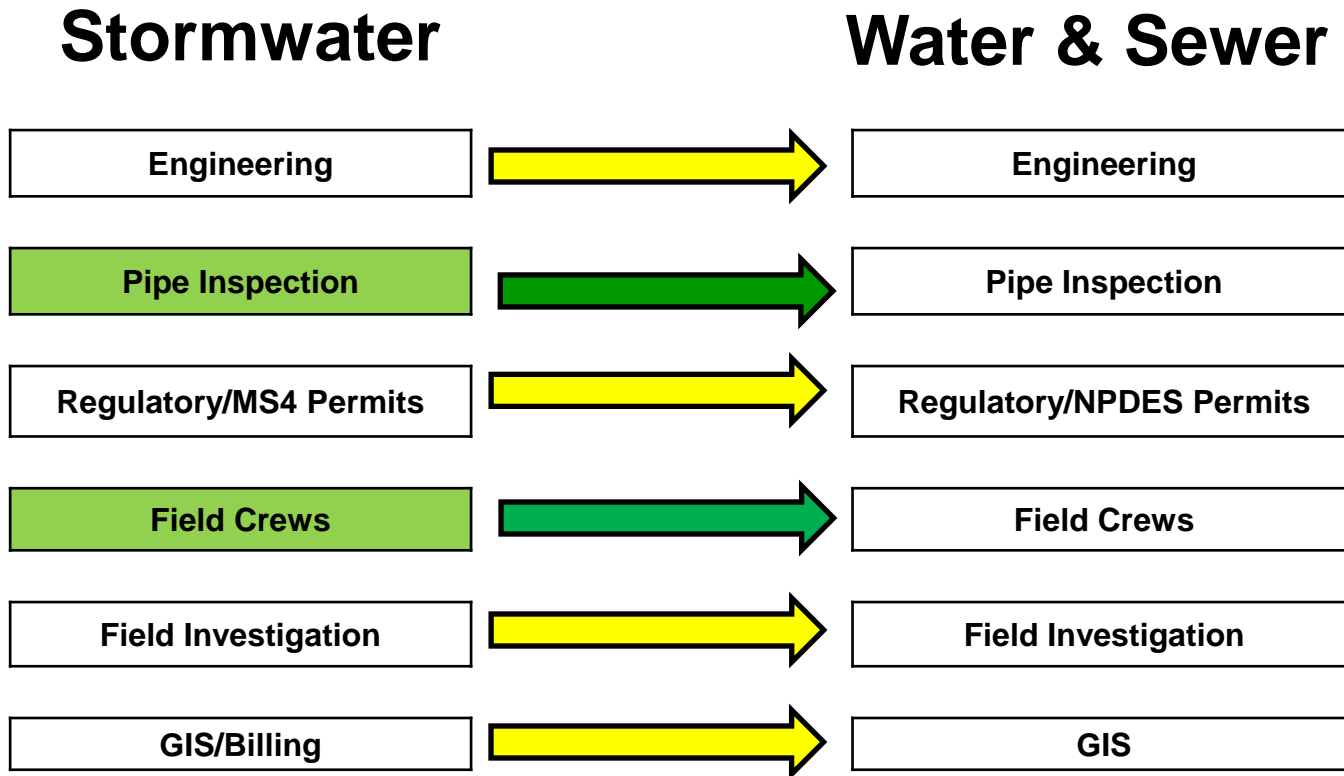 Stormwater
Water & Sewer
Engineering
Engineering
Pipe Inspection
Pipe Inspection
Regulatory/MS4 Permits
Regulatory/NPDES Permits
Field Crews
Field Crews
Field Investigation
Field Investigation
GIS/Billing
GIS